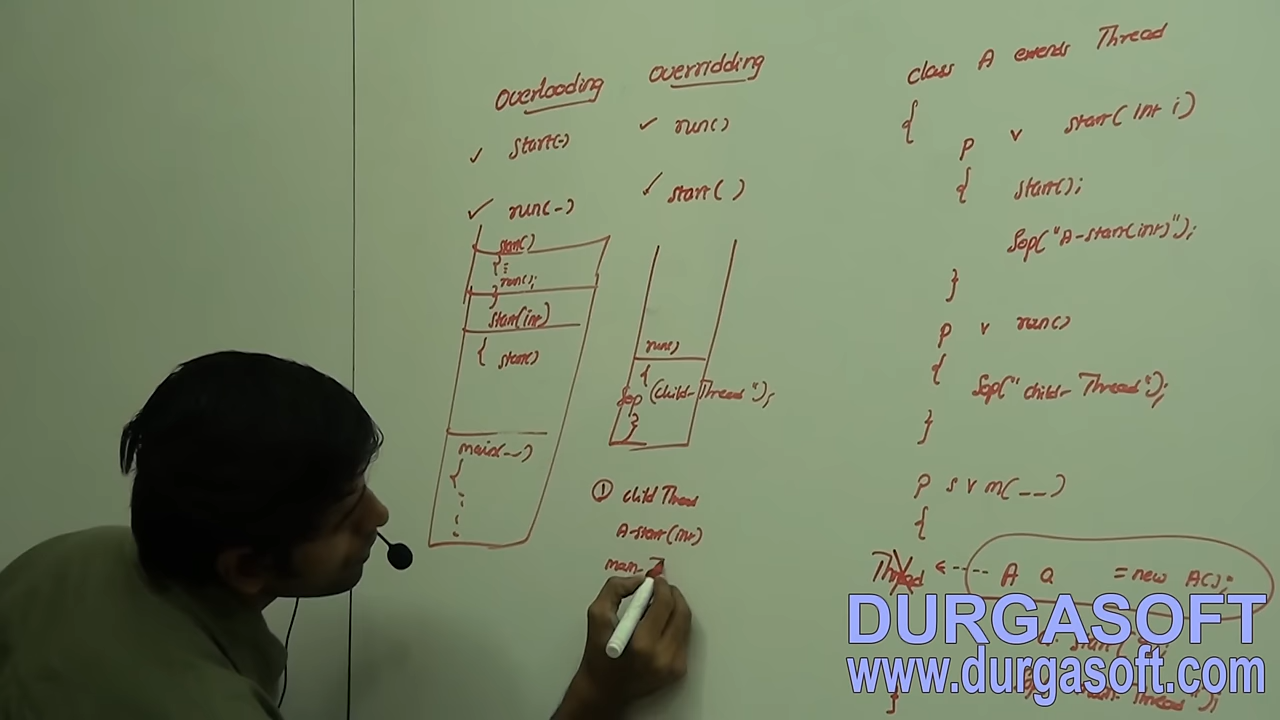 overloading
start(-)
run(-)
start()
{ :
run();
}
start(int)
{ start()
main(--)
{
:
:
overridding
run()
start( )
run()
{
Sop (child-Thread");
}
① child Thread
A-start(int)
main-T
class A extends Thread
{
p v start(int i)
{ start();
Sop("A-start(int)");
}
p v run()
{
Sop("child-Thread");
}
p s v m(--)
{
Thread <---- A a = new A();
DURGASOFT
www.durgasoft.com
}